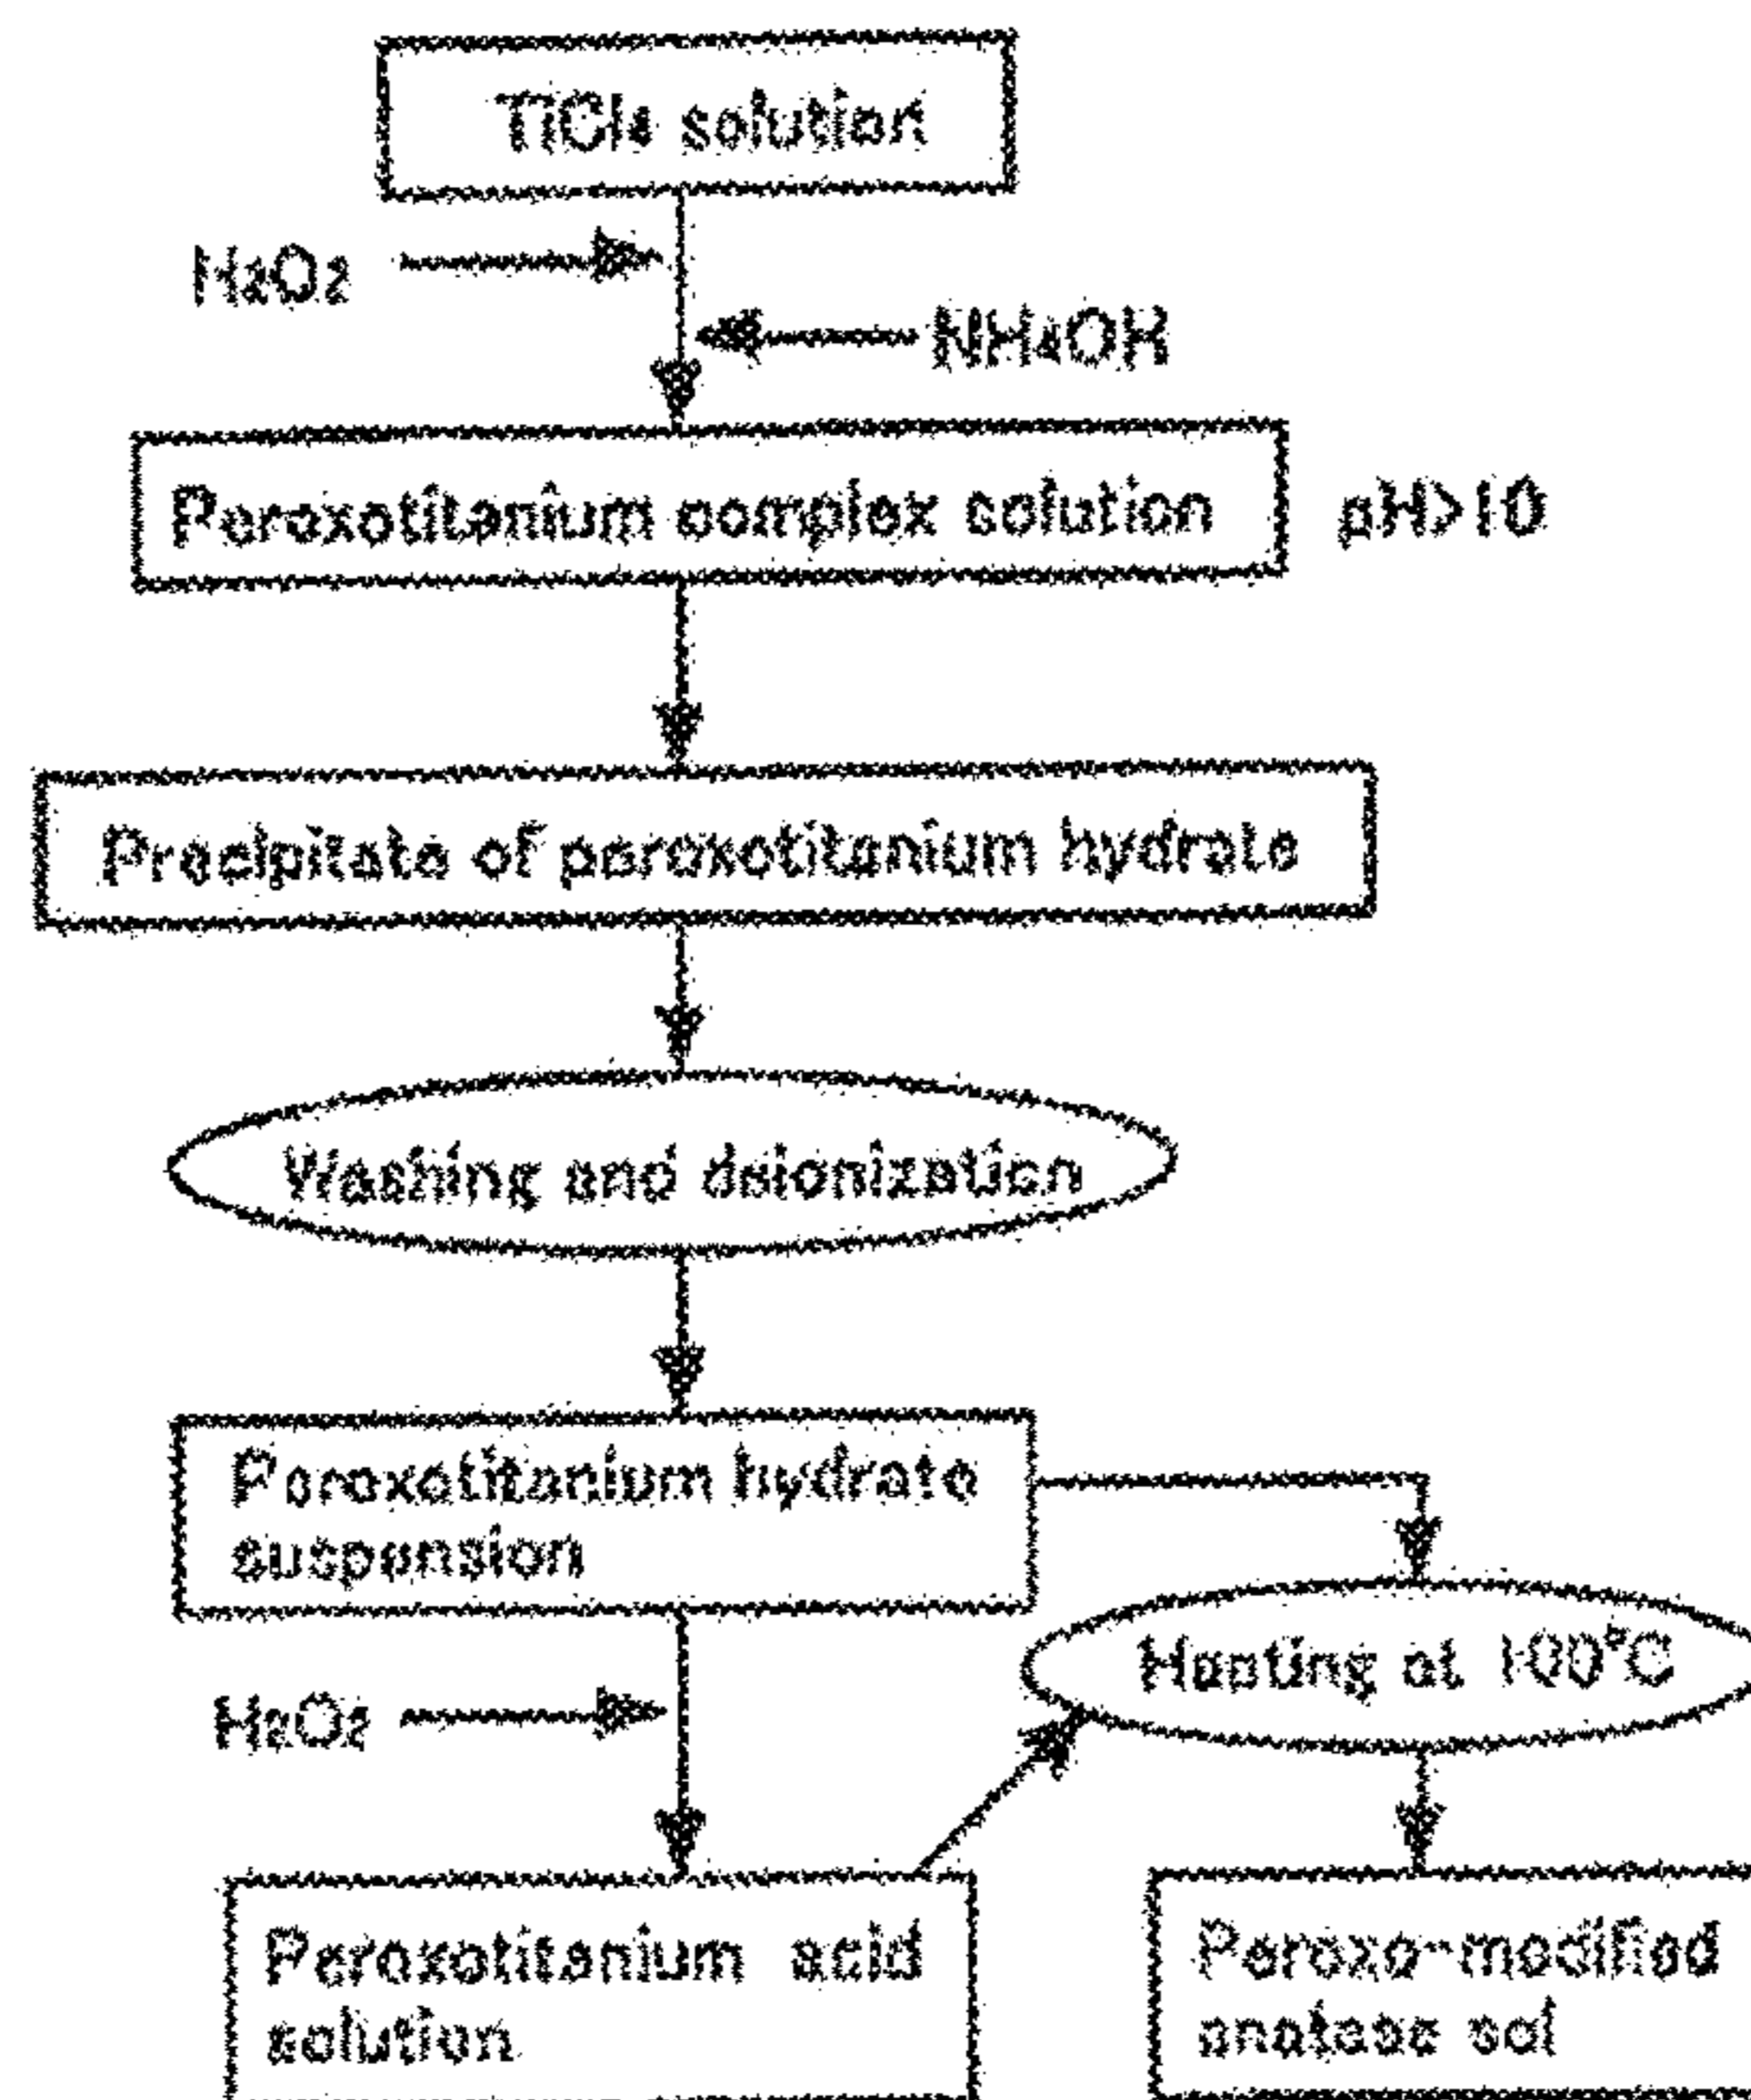 TiCl₄ solution
H₂O₂
NH₄OH
Peroxotitanium complex solution
pH>10
Precipitate of peroxotitanium hydrate
Washing and deionization
Peroxotitanium hydrate
suspension
Heating at 100°C
H₂O₂
Peroxotitanium acid
solution
Peroxo-modified
anatase sol